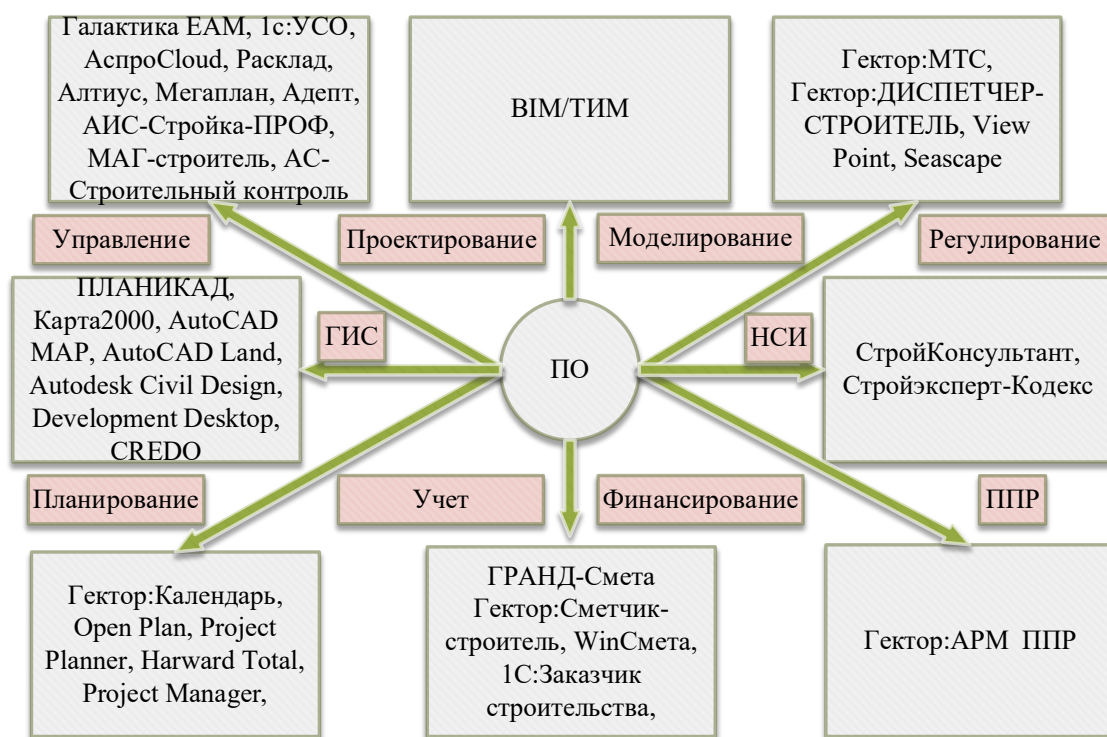 Галактика EAM, 1с:УСО,
АспроCloud, Расклад,
Алтиус, Мегаплан, Адепт,
АИС-Стройка-ПРОФ,
МАГ-строитель, АС-
Строительный контроль
BIM/ТИМ
Гектор:МТС,
Гектор:ДИСПЕТЧЕР-
СТРОИТЕЛЬ, View
Point, Seascape
Управление
Проектирование
Моделирование
Регулирование
ПЛАНИКАД,
Карта2000, AutoCAD
MAP, AutoCAD Land,
Autodesk Civil Design,
Development Desktop,
CREDO
ГИС
ПО
НСИ
СтройКонсультант,
Стройэксперт-Кодекс
Планирование
Учет
Финансирование
ППР
Гектор:Календарь,
Open Plan, Project
Planner, Harward Total,
Project Manager,
ГРАНД-Смета
Гектор:Сметчик-
строитель, WinСмета,
1С:Заказчик
строительства,
Гектор:АРМ ППР